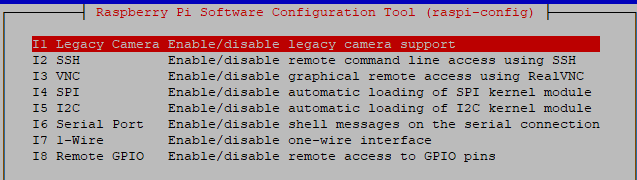 Raspberry Pi Software Configuration Tool (raspi-config)
I1 Legacy Camera Enable/disable legacy camera support
I2 SSH Enable/disable remote command line access using SSH
I3 VNC Enable/disable graphical remote access using RealVNC
I4 SPI Enable/disable automatic loading of SPI kernel module
I5 I2C Enable/disable automatic loading of I2C kernel module
I6 Serial Port Enable/disable shell messages on the serial connection
I7 1-Wire Enable/disable one-wire interface
I8 Remote GPIO Enable/disable remote access to GPIO pins